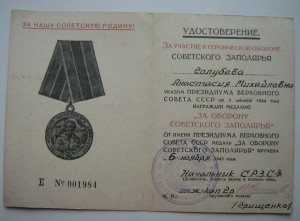 ЗА НАШУ СОВЕТСКУЮ РОДИНУ!
Е № 001984
УДОСТОВЕРЕНИЕ.
ЗА УЧАСТИЕ В ГЕРОИЧЕСКОЙ ОБОРОНЕ
СОВЕТСКОГО ЗАПОЛЯРЬЯ
Голубева
Анастасия Михайловна
УКАЗОМ ПРЕЗИДИУМА ВЕРХОВНОГО
СОВЕТА СССР от 5 декабря 1944 года
НАГРАЖДЕН МЕДАЛЬЮ
„ЗА ОБОРОНУ
СОВЕТСКОГО ЗАПОЛЯРЬЯ"
ОТ ИМЕНИ ПРЕЗИДИУМА ВЕРХОВНОГО
СОВЕТА СССР МЕДАЛЬ ЗА ОБОРОНУ СОВЕТСКОГО
ЗАПОЛЯРЬЯ ВРУЧЕНА
6 ноября 1945 года
Начальник